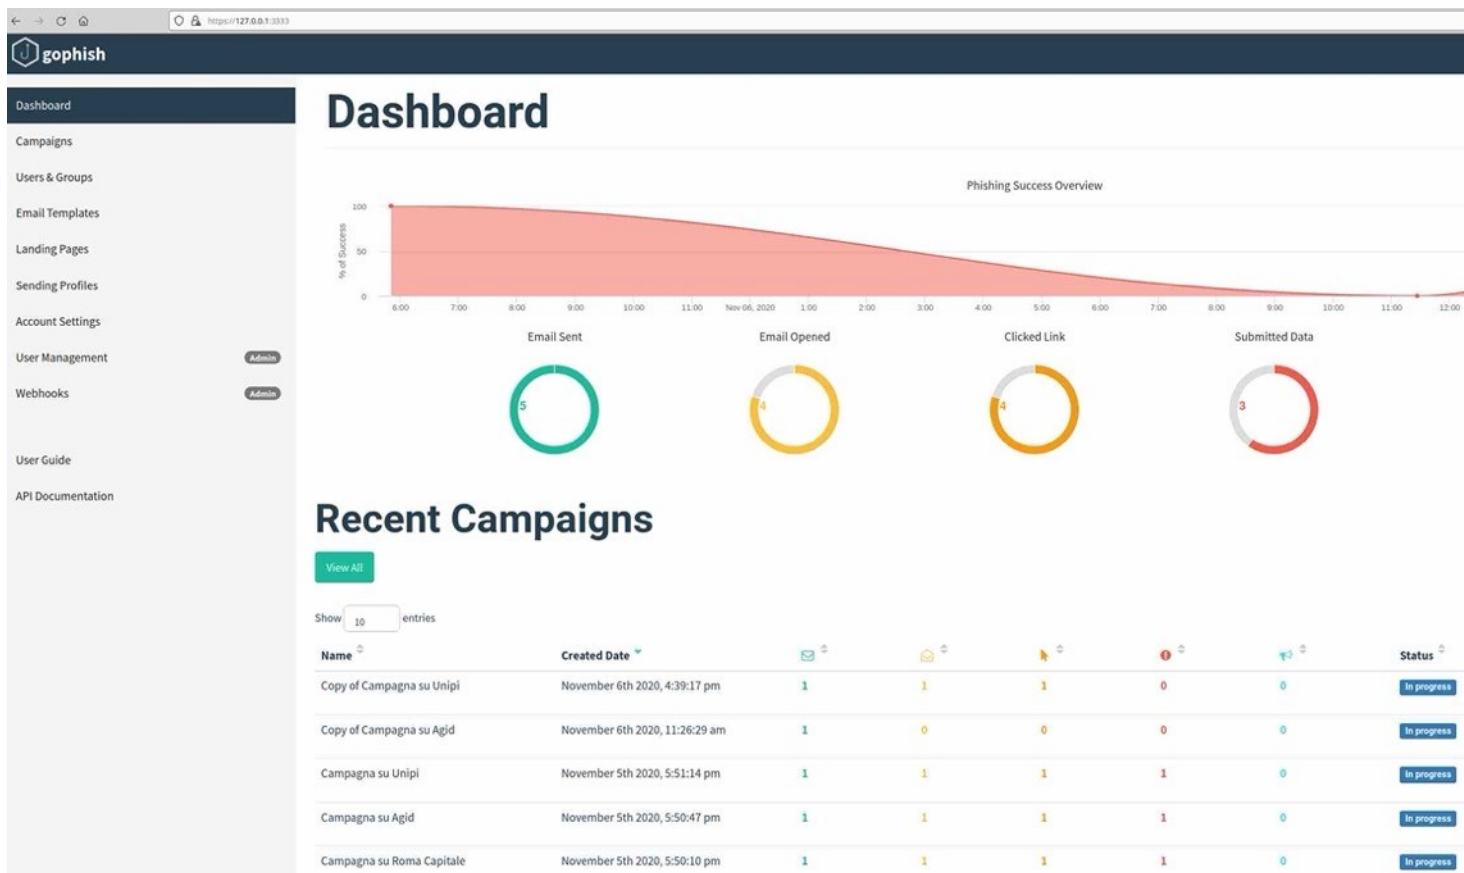 https://127.0.0.1:3333
gophish
Dashboard
Campaigns
Users & Groups
Email Templates
Landing Pages
Sending Profiles
Account Settings
User Management Admin
Webhooks Admin
User Guide
API Documentation
Dashboard
Phishing Success Overview
% of Success
100
50
0
6:00 7:00 8:00 9:00 10:00 11:00 Nov 06, 2020 1:00 2:00 3:00 4:00 5:00 6:00 7:00 8:00 9:00 10:00 11:00 12:00
Email Sent Email Opened Clicked Link Submitted Data
5 4 4 3
Recent Campaigns
View All
Show 10 entries
Name Created Date Status
Copy of Campagna su Unipi November 6th 2020, 4:39:17 pm 1 1 1 0 0 In progress
Copy of Campagna su Agid November 6th 2020, 11:26:29 am 1 0 0 0 0 In progress
Campagna su Unipi November 5th 2020, 5:51:14 pm 1 1 1 1 0 In progress
Campagna su Agid November 5th 2020, 5:50:47 pm 1 1 1 1 0 In progress
Campagna su Roma Capitale November 5th 2020, 5:50:10 pm 1 1 1 1 0 In progress